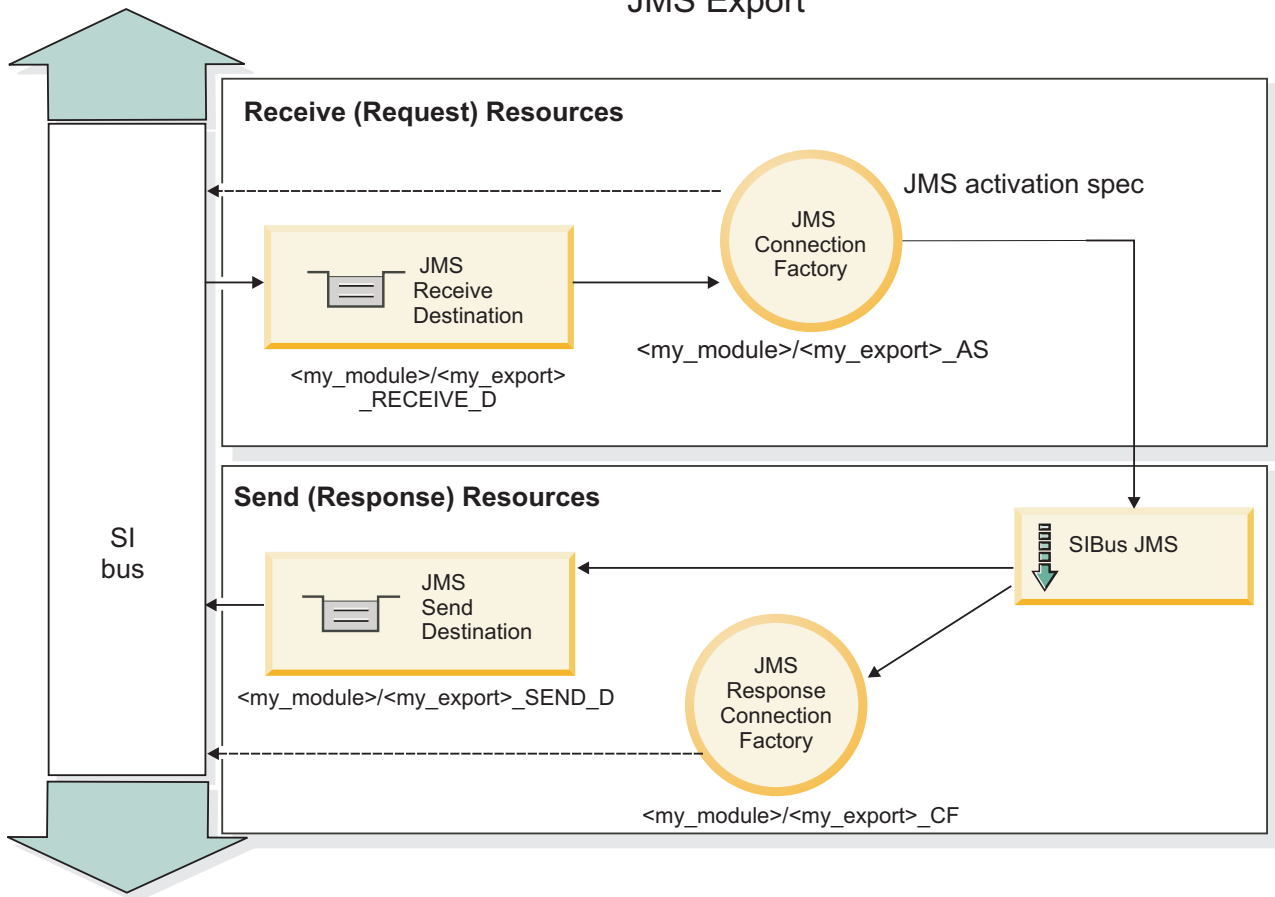 JMS Export
Receive (Request) Resources
JMS activation spec
JMS
Connection
Factory
JMS
Receive
Destination
<my_module>/<my_export>_AS
<my_module>/<my_export>
_RECEIVE_D
Send (Response) Resources
SI
bus
SIBus JMS
JMS
Send
Destination
JMS
Response
Connection
Factory
<my_module>/<my_export>_SEND_D
<my_module>/<my_export>_CF